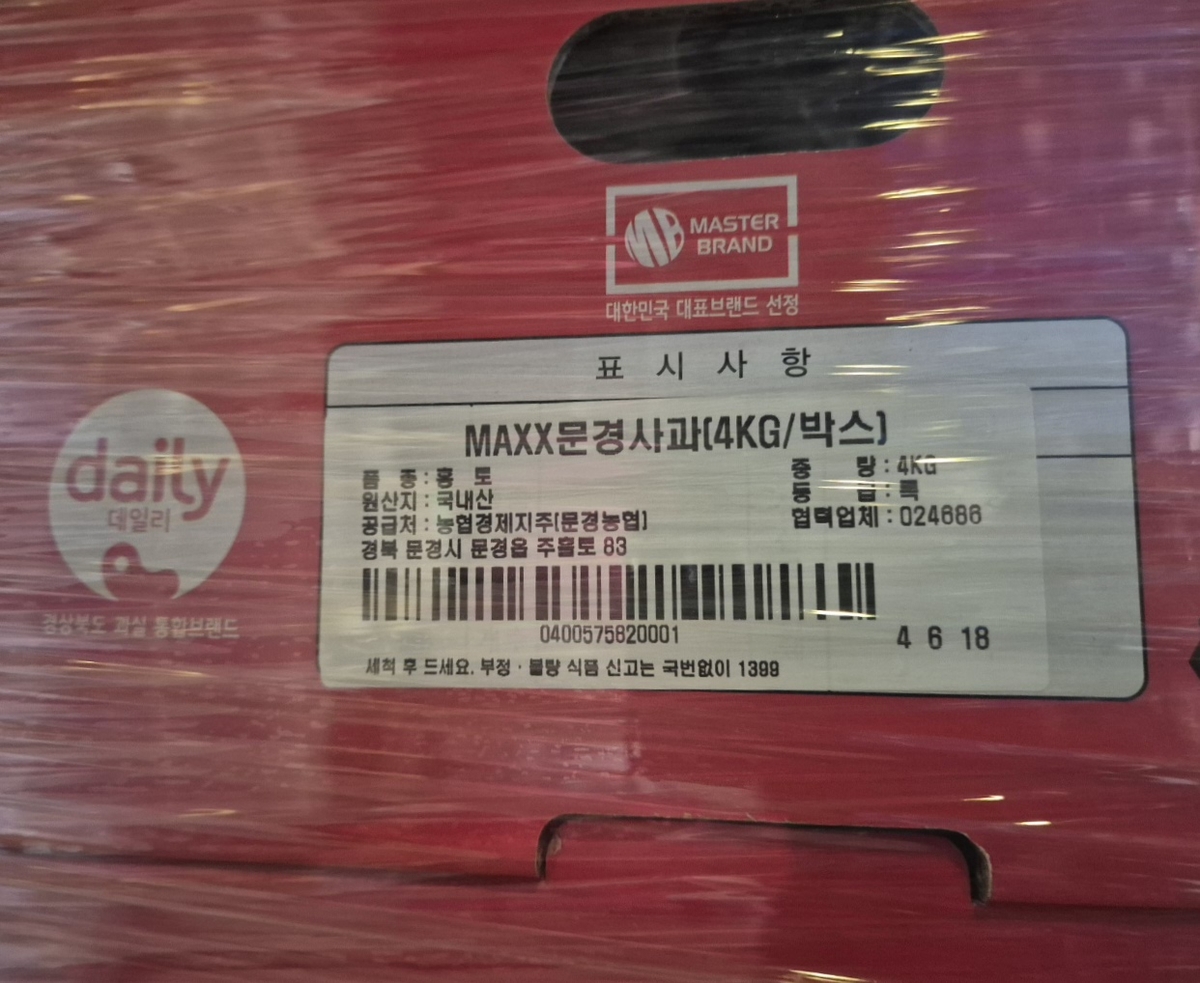 MASTER
BRAND
대한민국 대표브랜드 선정
표 시 사 항
MAXX문경사과(4KG/박스)
품 종 : 홍 로
중 량 : 4KG
원산지 : 국내산
등 급 : 특
공급처 : 농협경제지주(문경농협)
협력업체 : 024686
경북 문경시 문경읍 주흘로 83
0400575820001
4 6 18
세척 후 드세요. 부정 · 불량 식품 신고는 국번없이 1399
daily
데일리
경상북도 과실 통합브랜드